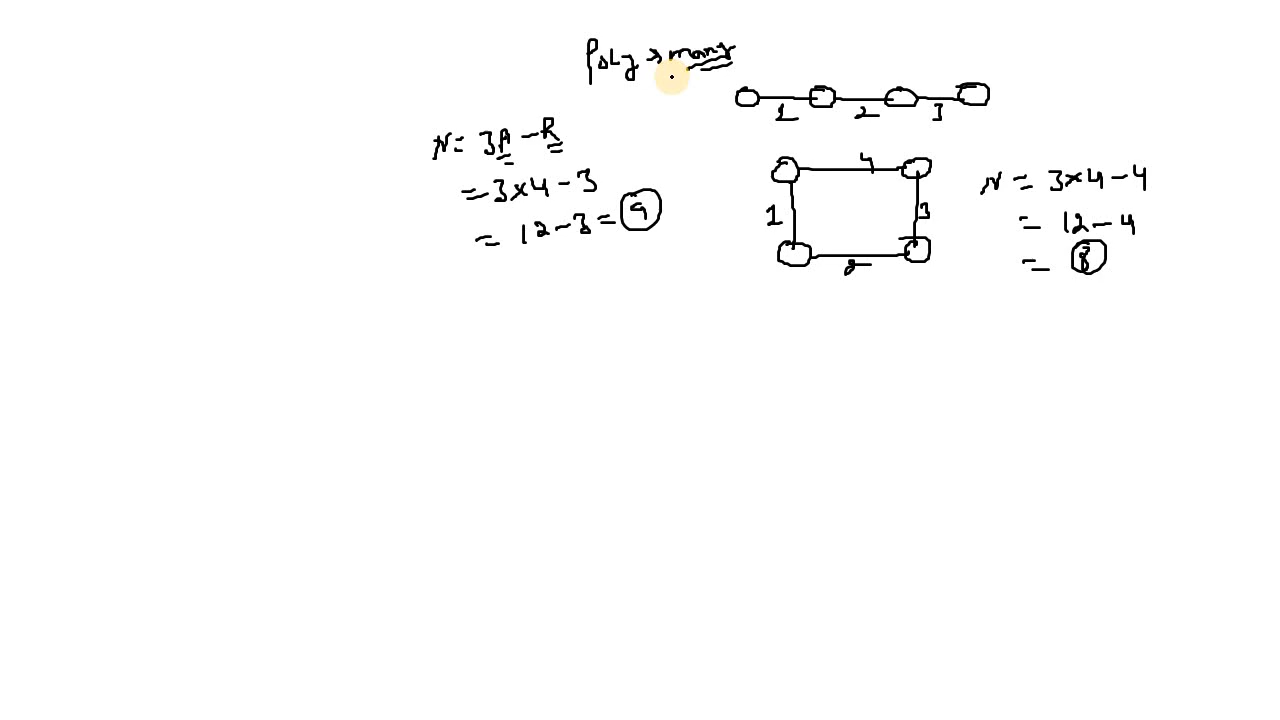 Poly → many
1 2 3
N = 3A - R
= 3×4 - 3
= 12 - 3 = 9
4
1 3
2
N = 3×4 - 4
= 12 - 4
= 8